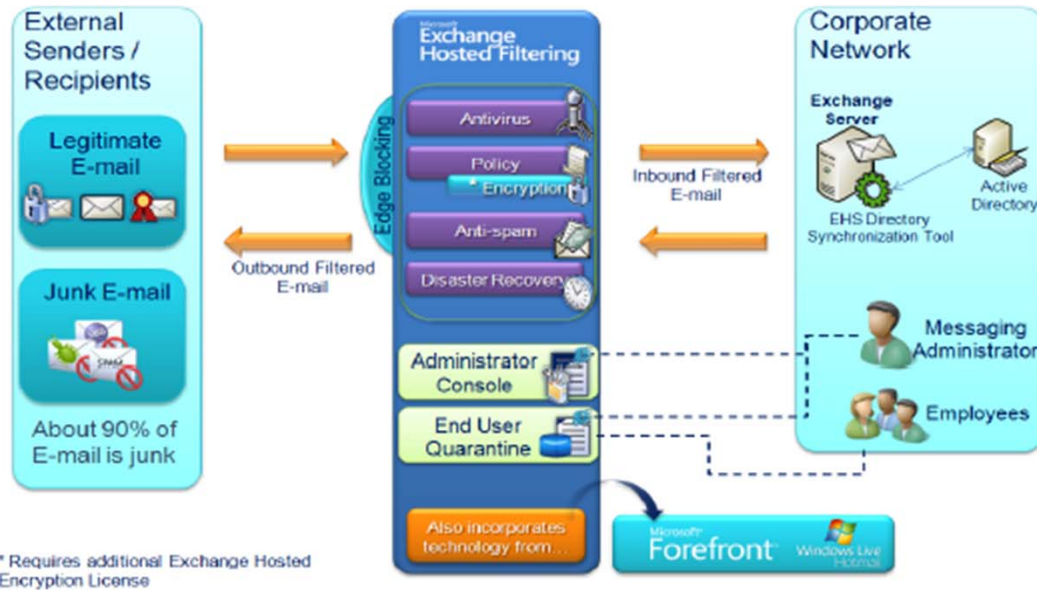 External
Senders /
Recipients
Legitimate
E-mail
Junk E-mail
SPAM
About 90% of
E-mail is junk
* Requires additional Exchange Hosted
Encryption License
Outbound Filtered
E-mail
Edge Blocking
Microsoft
Exchange
Hosted Filtering
Antivirus
Policy
* Encryption
Anti-spam
Disaster Recovery
Administrator
Console
End User
Quarantine
Also incorporates
technology from...
Microsoft
Forefront
Windows Live
Hotmail
Inbound Filtered
E-mail
Corporate
Network
Exchange
Server
EHS Directory
Synchronization Tool
Active
Directory
Messaging
Administrator
Employees